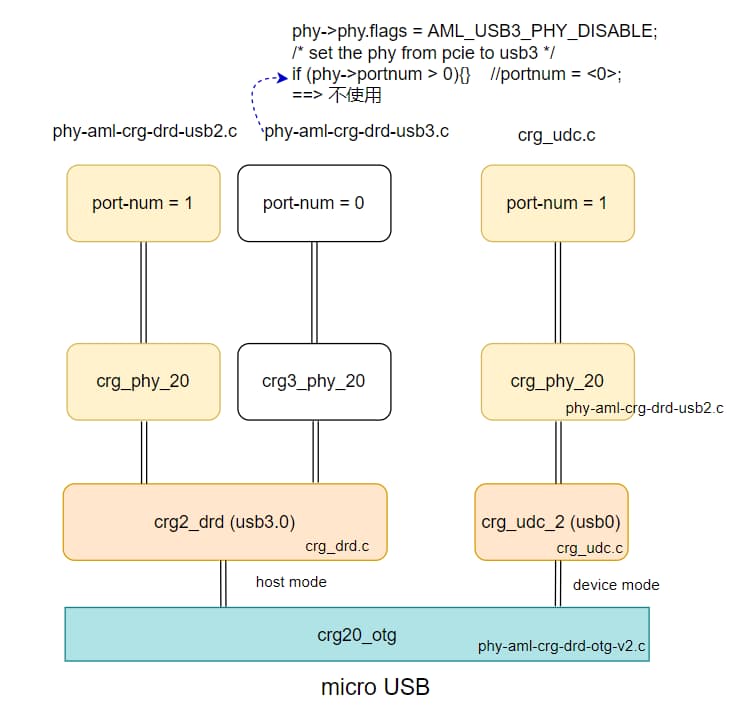 phy->phy.flags = AML_USB3_PHY_DISABLE;
/* set the phy from pcie to usb3 */
if (phy->portnum > 0){}    //portnum = <0>;
==> 不使用
phy-aml-crg-drd-usb2.c
phy-aml-crg-drd-usb3.c
crg_udc.c
port-num = 1
port-num = 0
port-num = 1
crg_phy_20
crg3_phy_20
crg_phy_20
phy-aml-crg-drd-usb2.c
crg2_drd (usb3.0)
crg_drd.c
crg_udc_2 (usb0)
crg_udc.c
host mode
device mode
crg20_otg
phy-aml-crg-drd-otg-v2.c
micro USB